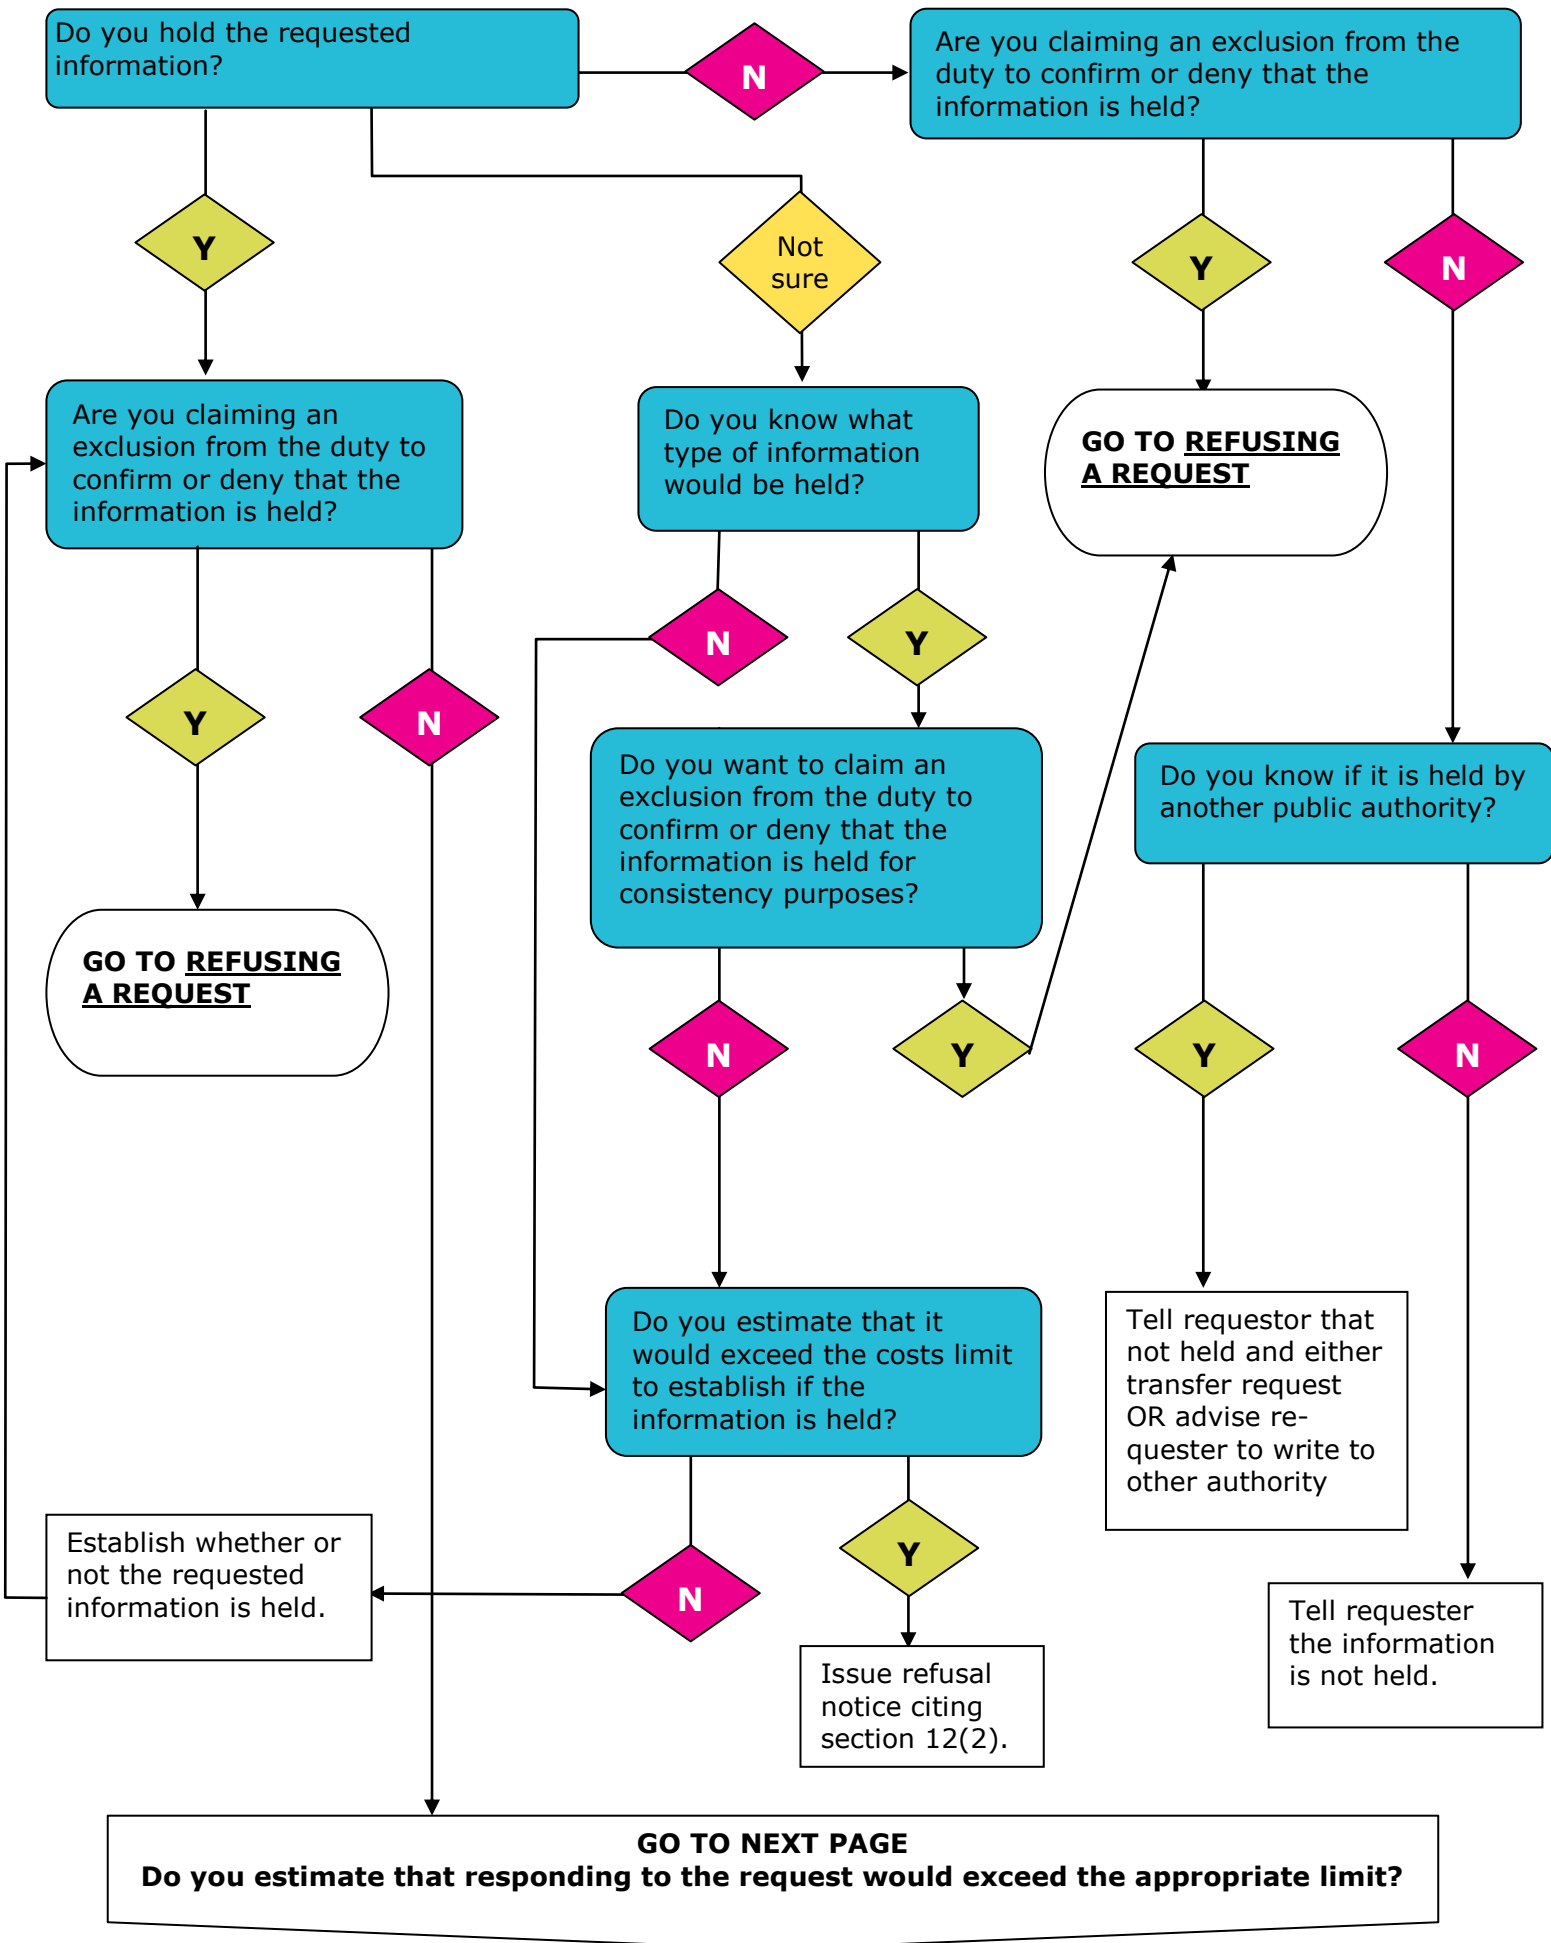 Do you hold the requested
information?
N
Are you claiming an exclusion from the
duty to confirm or deny that the
information is held?
Y
Not
sure
Y
N
Are you claiming an
exclusion from the duty to
confirm or deny that the
information is held?
Do you know what
type of information
would be held?
GO TO REFUSING
A REQUEST
N
Y
Y
N
Do you want to claim an
exclusion from the duty to
confirm or deny that the
information is held for
consistency purposes?
Do you know if it is held by
another public authority?
GO TO REFUSING
A REQUEST
N
Y
Y
N
Do you estimate that it
would exceed the costs limit
to establish if the
information is held?
Tell requestor that
not held and either
transfer request
OR advise re-
quester to write to
other authority
Establish whether or
not the requested
information is held.
N
Y
Tell requester
the information
is not held.
Issue refusal
notice citing
section 12(2).
GO TO NEXT PAGE
Do you estimate that responding to the request would exceed the appropriate limit?